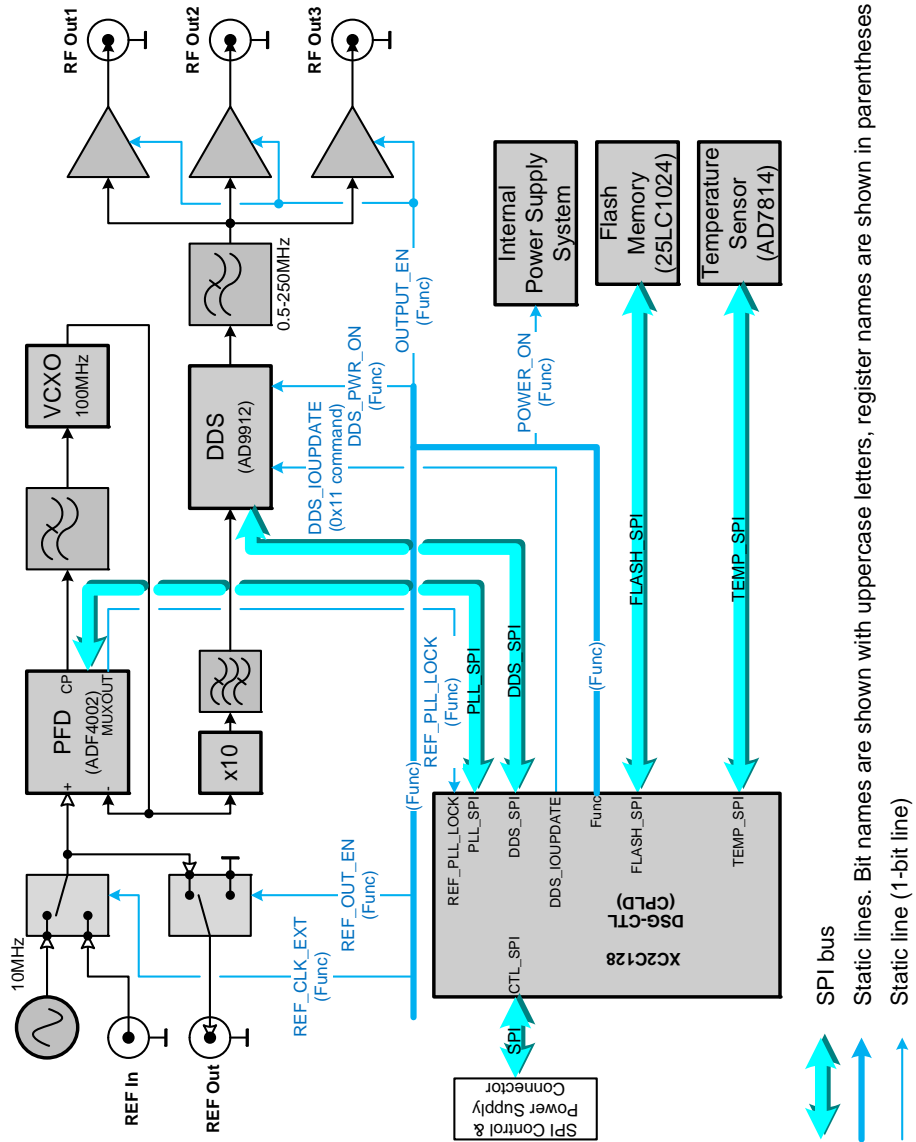 10MHz
REF In
REF Out
PFD
(ADF4002)
+
-
CP
MUXOUT
VCXO
100MHz
x10
DDS
(AD9912)
0.5-250MHz
RF Out1
RF Out2
RF Out3
REF_CLK_EXT
(Func)
REF_OUT_EN
(Func)
(Func)
REF_PLL_LOCK
(Func)
PLL_SPI
DDS_SPI
DDS_IOUPDATE
(0x11 command)
DDS_PWR_ON
(Func)
OUTPUT_EN
(Func)
POWER_ON
(Func)
(Func)
FLASH_SPI
TEMP_SPI
Internal
Power Supply
System
Flash
Memory
(25LC1024)
Temperature
Sensor
(AD7814)
SPI Control &
Power Supply
Connector
SPI
CTL_SPI
XC2C128
DSG-CTL
(CPLD)
REF_PLL_LOCK
PLL_SPI
DDS_SPI
DDS_IOUPDATE
Func
FLASH_SPI
TEMP_SPI
SPI bus
Static lines. Bit names are shown with uppercase letters, register names are shown in parentheses
Static line (1-bit line)